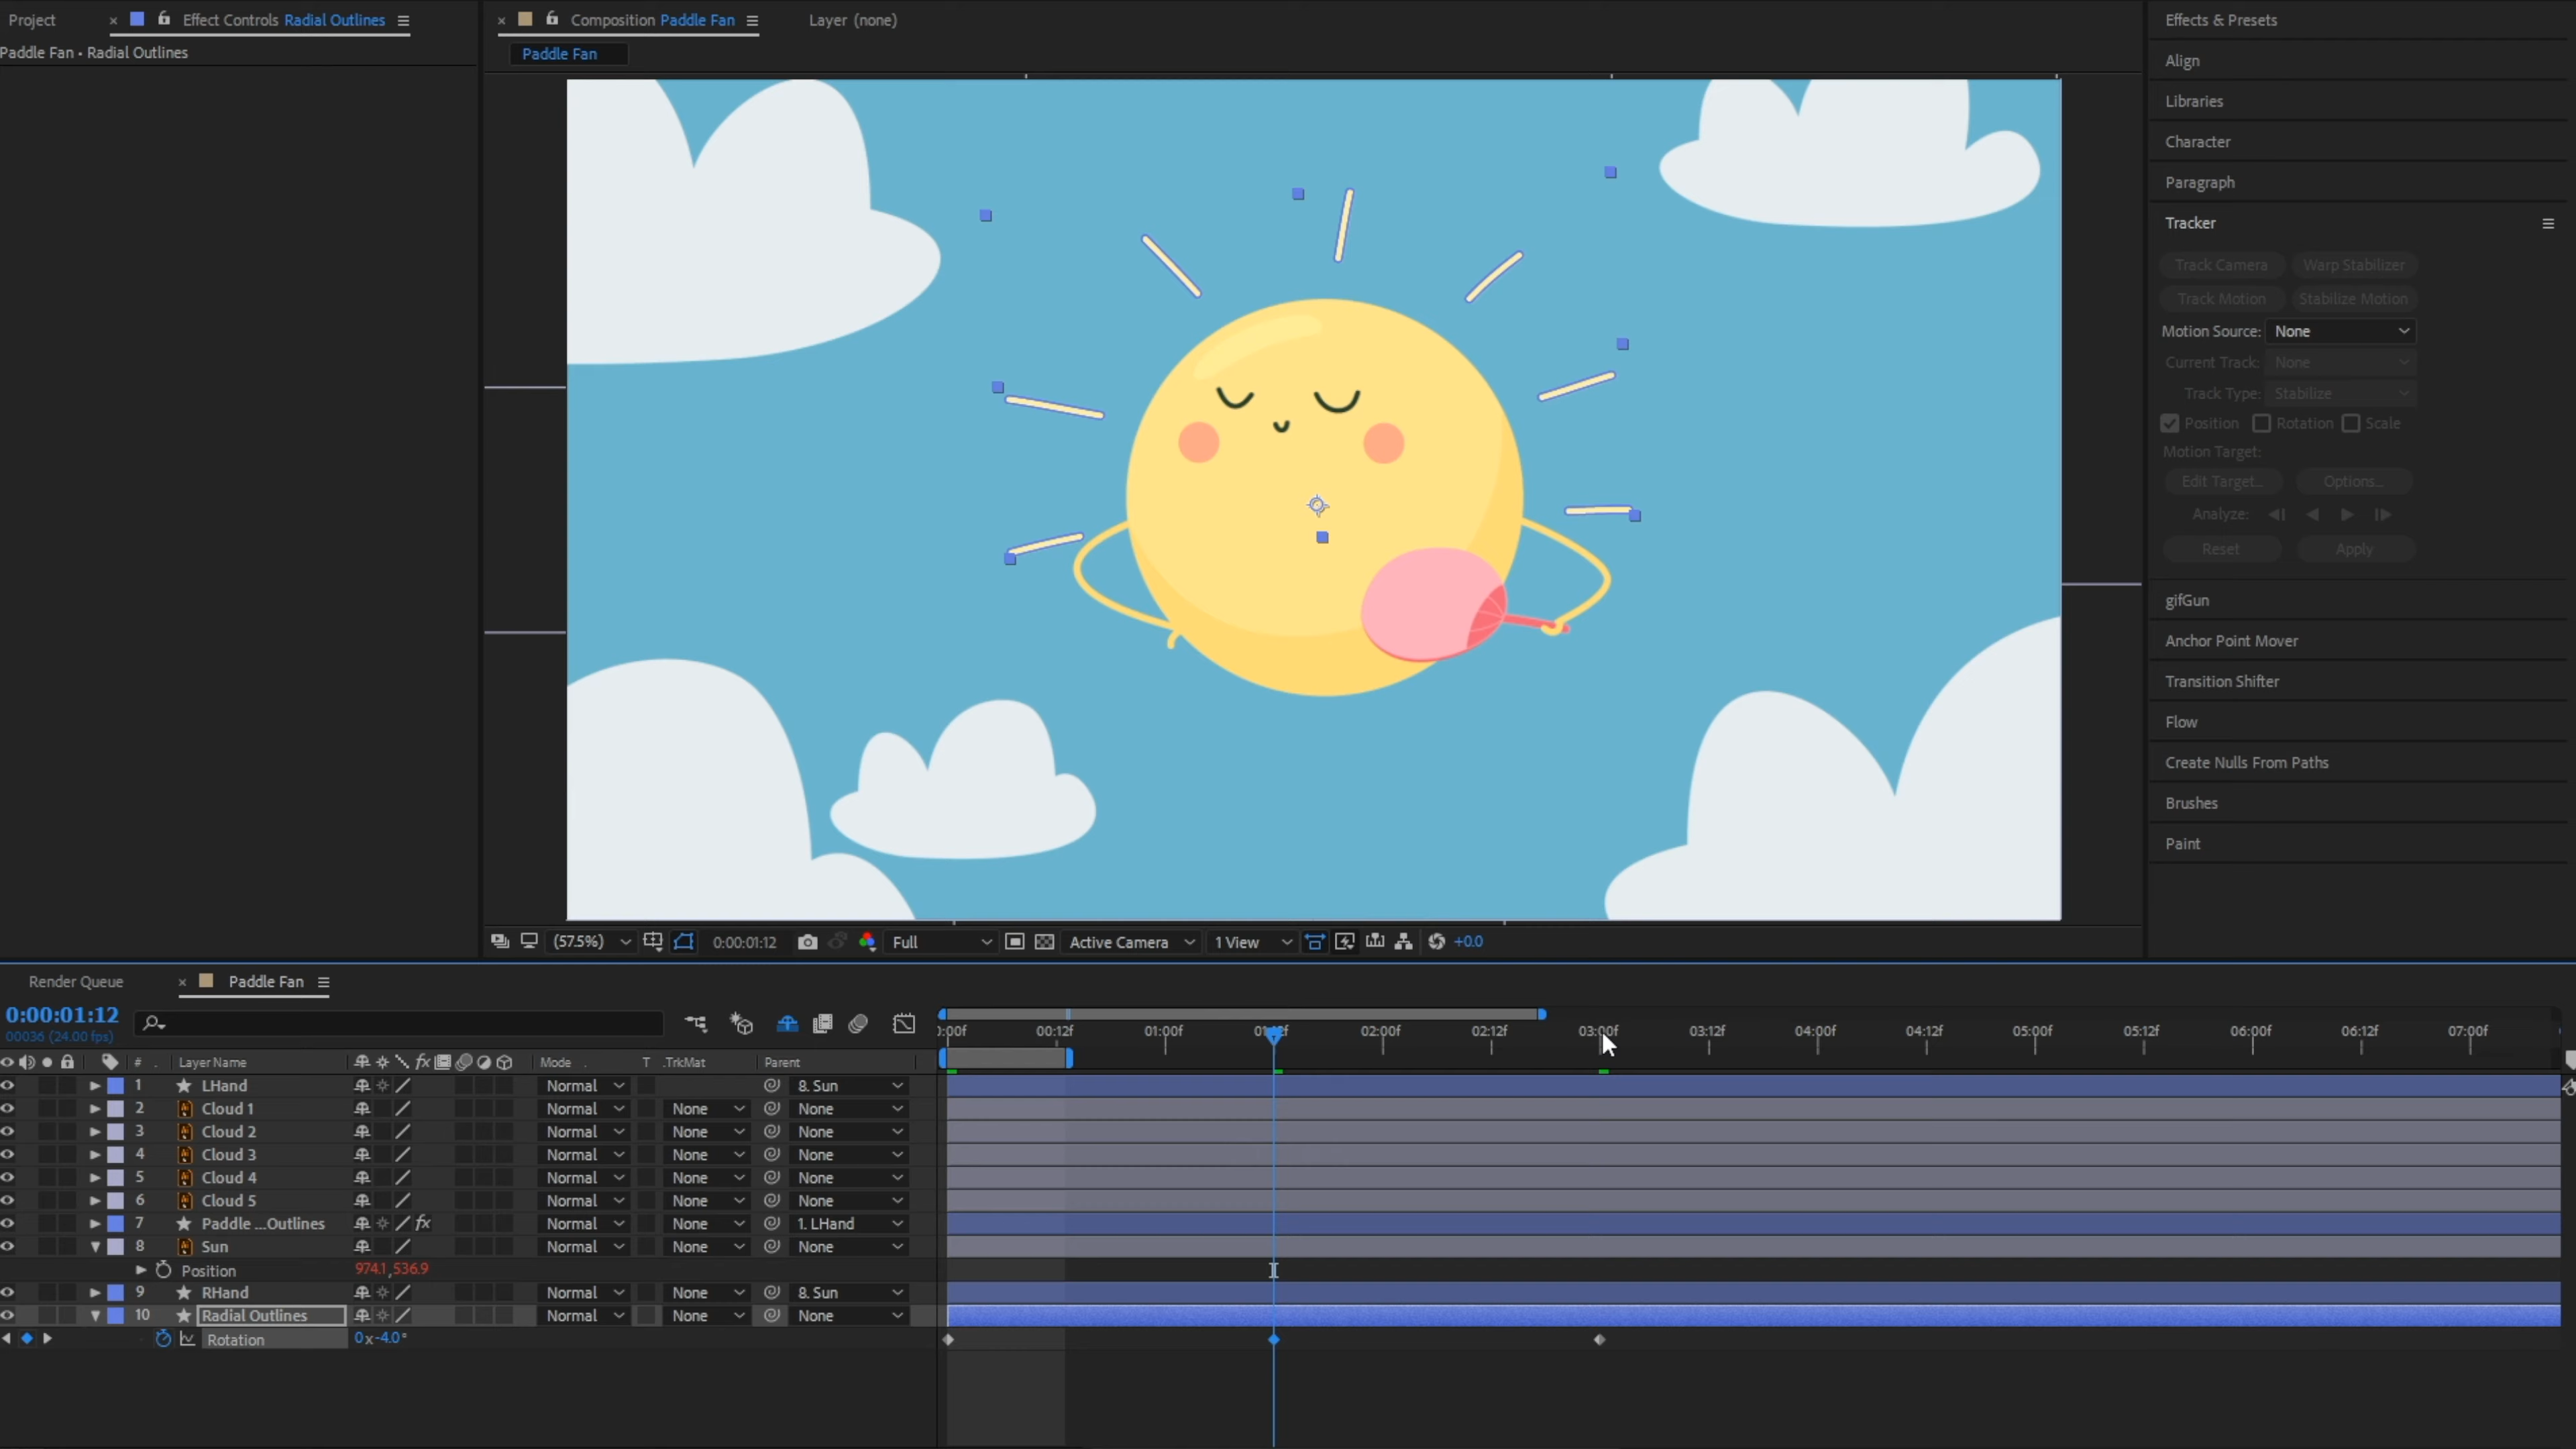 Project
Effect Controls Radial Outlines
Paddle Fan • Radial Outlines
Composition Paddle Fan
Layer (none)
Paddle Fan
Effects & Presets
Align
Libraries
Character
Paragraph
Tracker
Track Camera Warp Stabilizer
Track Motion Stabilize Motion
Motion Source: None
Current Track: None
Track Type: Stabilize
Position Rotation Scale
Motion Target:
Edit Target... Options...
Analyze:
Reset Apply
gifGun
Anchor Point Mover
Transition Shifter
Flow
Create Nulls From Paths
Brushes
Paint
(57.5%) 0:00:01:12 Full Active Camera 1 View +0.0
Render Queue
Paddle Fan
0:00:01:12
00036 (24.00 fps)
00:12f 01:00f 02:00f 02:12f 03:00f 03:12f 04:00f 04:12f 05:00f 05:12f 06:00f 06:12f 07:00f
# Layer Name fx Mode T .TrkMat Parent
1 LHand Normal 8. Sun
2 Cloud 1 Normal None None
3 Cloud 2 Normal None None
4 Cloud 3 Normal None None
5 Cloud 4 Normal None None
6 Cloud 5 Normal None None
7 Paddle ...Outlines fx Normal None 1. LHand
8 Sun Normal None None
Position 974.1,536.9
9 RHand Normal None 8. Sun
10 Radial Outlines Normal None None
Rotation 0x-4.0°